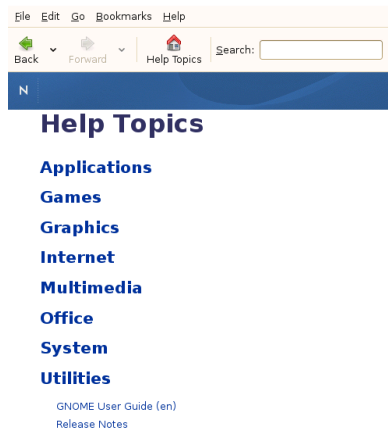 File Edit Go Bookmarks Help
Back Forward Help Topics Search:
N
Help Topics
Applications
Games
Graphics
Internet
Multimedia
Office
System
Utilities
GNOME User Guide (en)
Release Notes